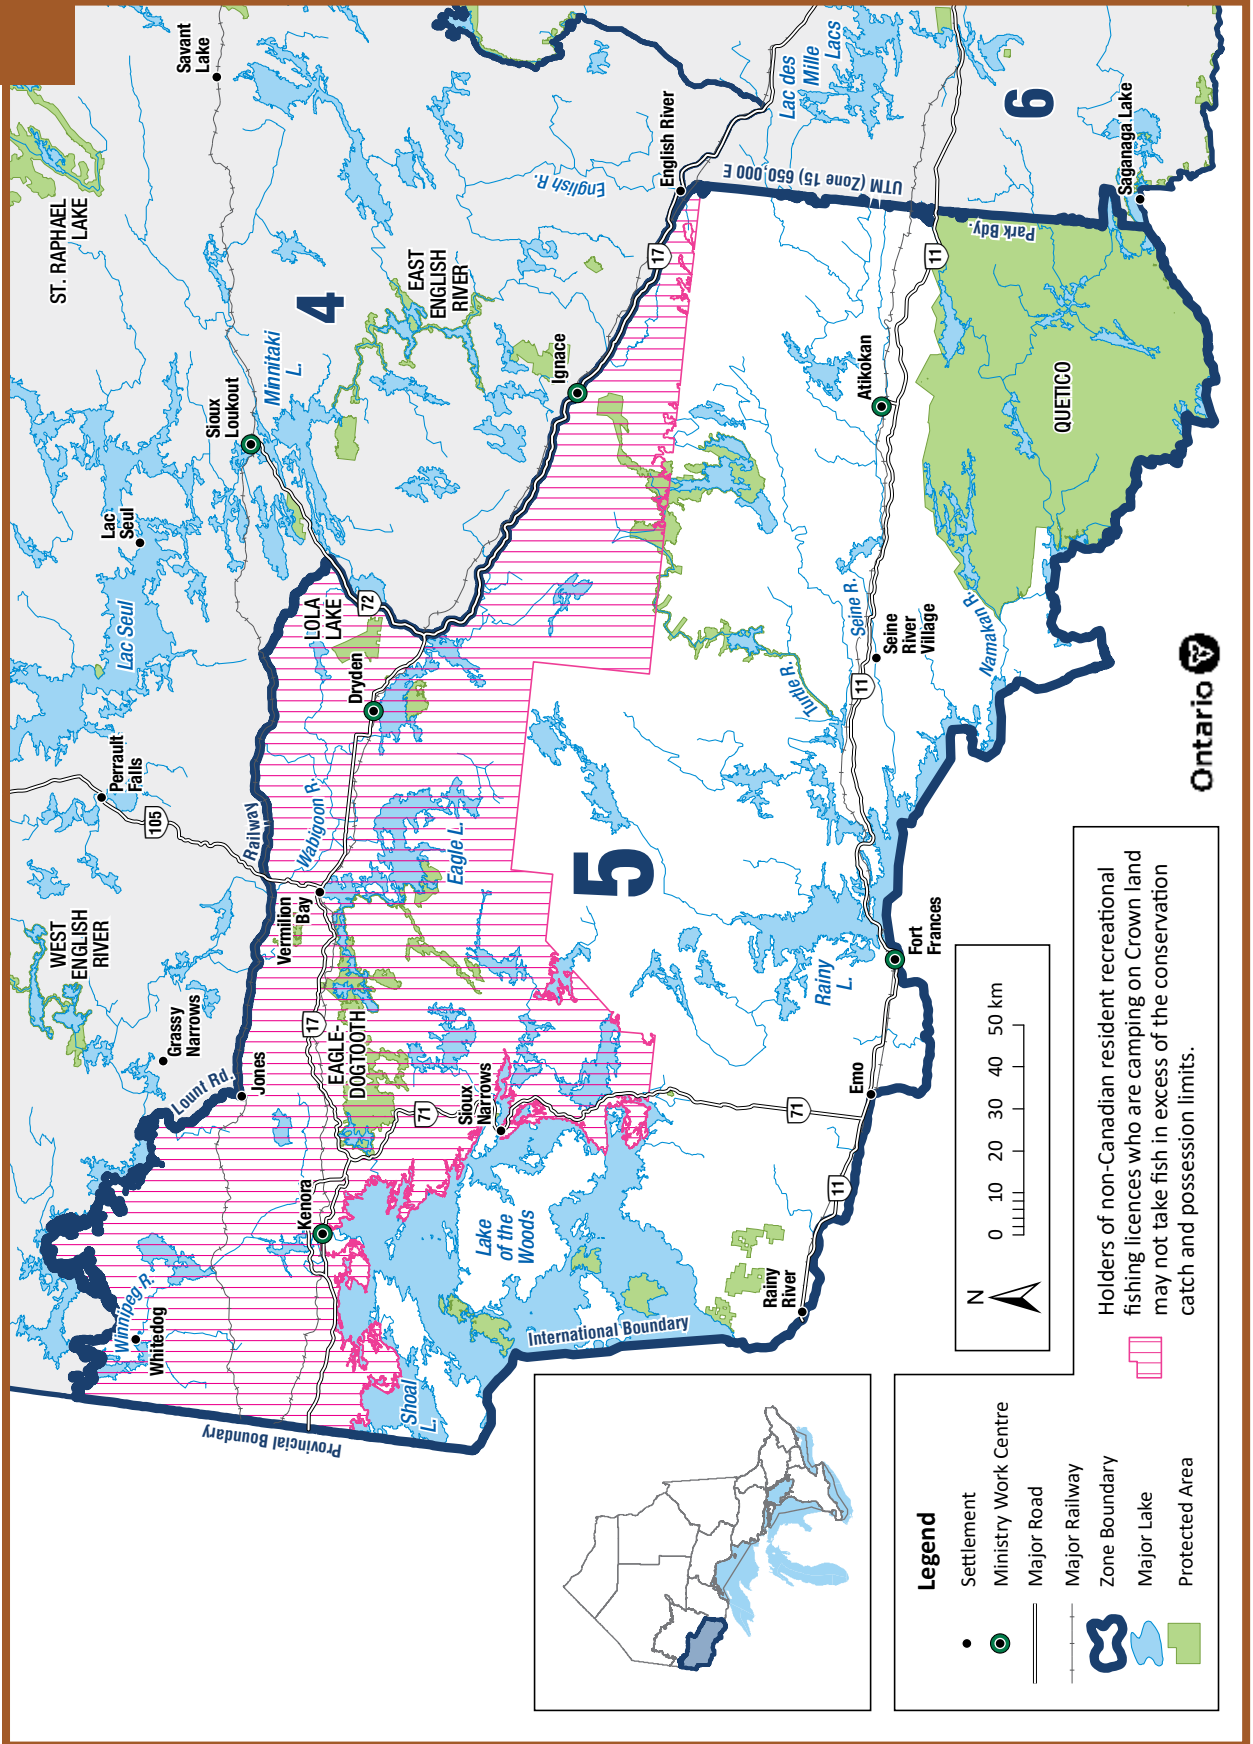 Savant
Lake
ST. RAPHAEL
LAKE
4
Sioux
Lookout
Minnitaki
L.
EAST
ENGLISH
RIVER
English R.
English River
Lac des
Mille
Lacs
6
Saganaga Lake
UTM (Zone 15) 650,000 E
Park Bdy.
17
11
Ignace
Atikokan
QUETICO
Lac
Seul
Lac Seul
72
LOLA
LAKE
Dryden
Perrault
Falls
105
Railway
Wabigoon R.
Eagle L.
Vermilion
Bay
WEST
ENGLISH
RIVER
Grassy
Narrows
Lount Rd.
Jones
17
EAGLE-
DOGTOOTH
71
Sioux
Narrows
5
Turtle R.
Seine R.
11
Seine
River
Village
Namakan R.
Rainy
L.
Fort
Frances
Emo
71
11
Kenora
Lake
of the
Woods
Winnipeg R.
Whitedog
Shoal
L.
Provincial Boundary
International Boundary
Rainy
River
Ontario
N
0 10 20 30 40 50 km
Legend
Settlement
Ministry Work Centre
Major Road
Major Railway
Zone Boundary
Major Lake
Protected Area
Holders of non-Canadian resident recreational
fishing licences who are camping on Crown land
may not take fish in excess of the conservation
catch and possession limits.